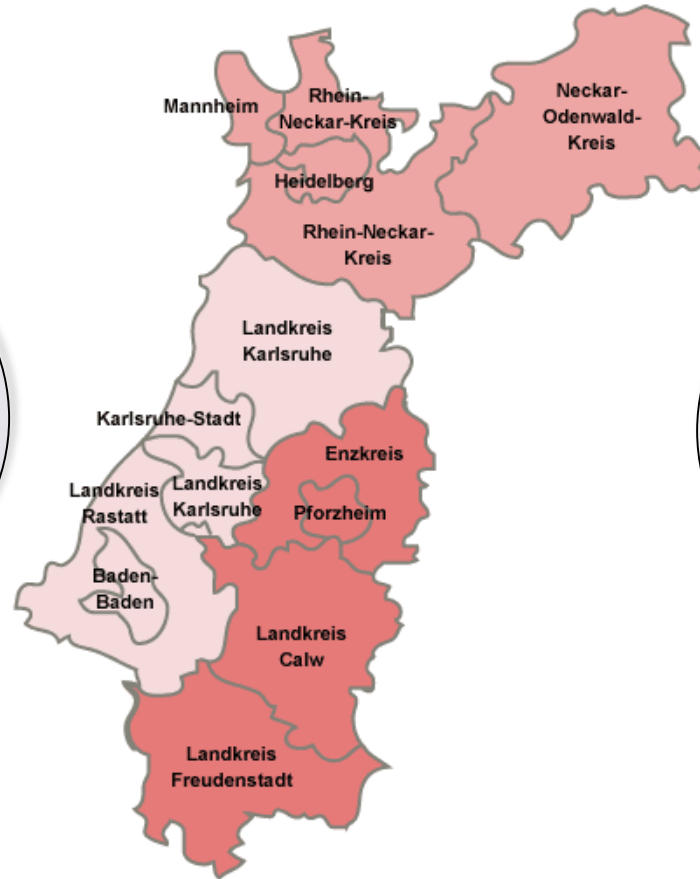 Neckar-
Odenwald-
Kreis
Mannheim
Rhein-
Neckar-Kreis
Heidelberg
Rhein-Neckar-
Kreis
Landkreis
Karlsruhe
Karlsruhe-Stadt
Enzkreis
Landkreis
Karlsruhe
Landkreis
Rastatt
Pforzheim
Baden-
Baden
Landkreis
Calw
Landkreis
Freudenstadt